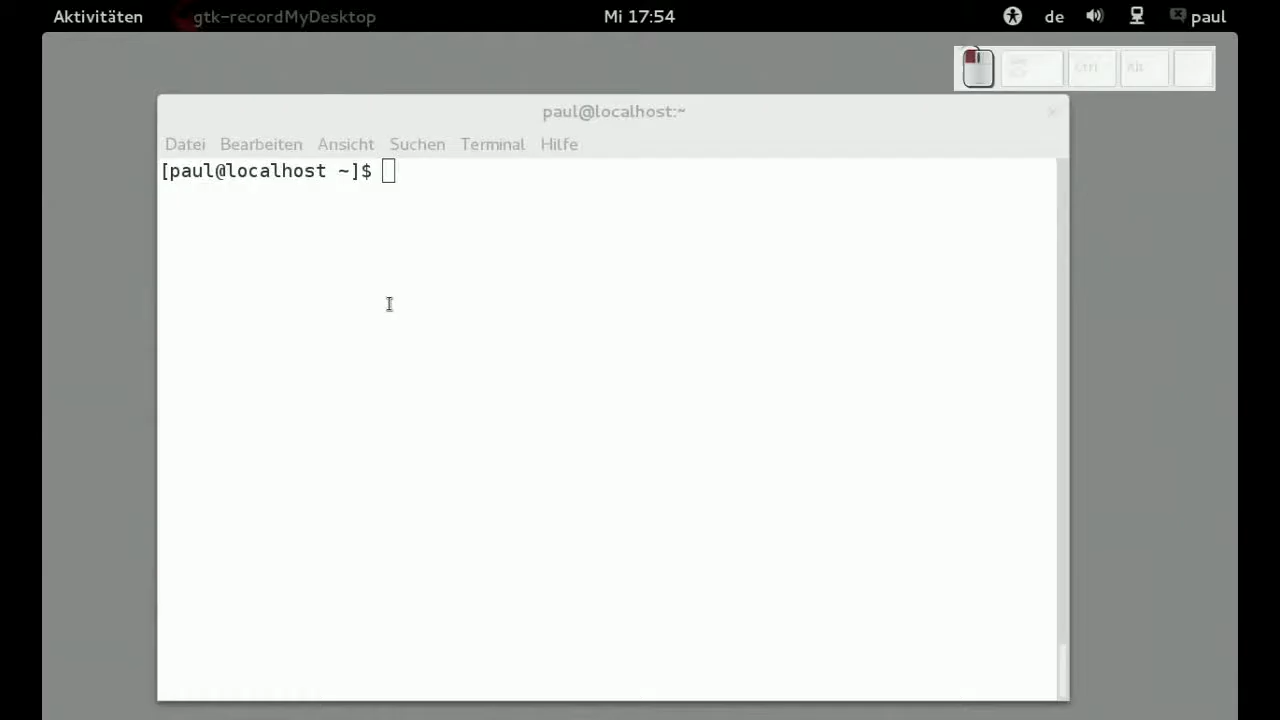 Aktivitäten gtk-recordMyDesktop Mi 17:54 de paul
Ctrl Alt
paul@localhost:~
Datei Bearbeiten Ansicht Suchen Terminal Hilfe
[paul@localhost ~]$